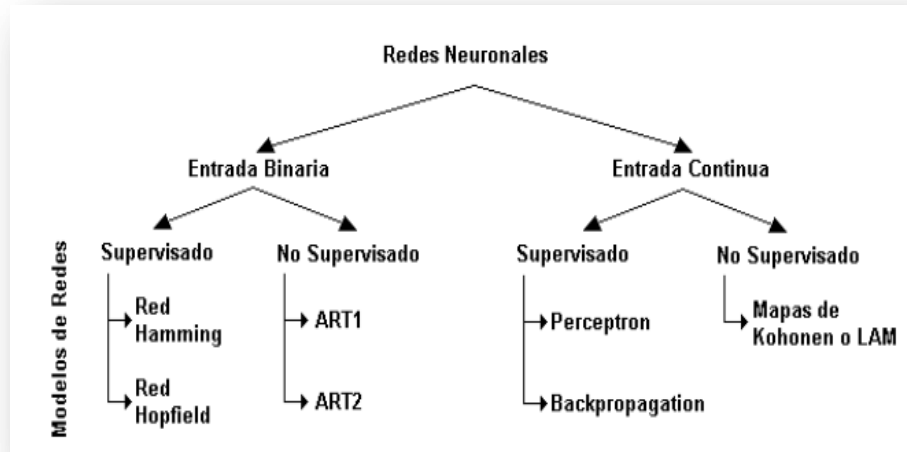 Redes Neuronales
Entrada Binaria
Entrada Continua
Modelos de Redes
Supervisado
No Supervisado
Supervisado
No Supervisado
Red
Hamming
Red
Hopfield
ART1
ART2
Perceptron
Backpropagation
Mapas de
Kohonen o LAM